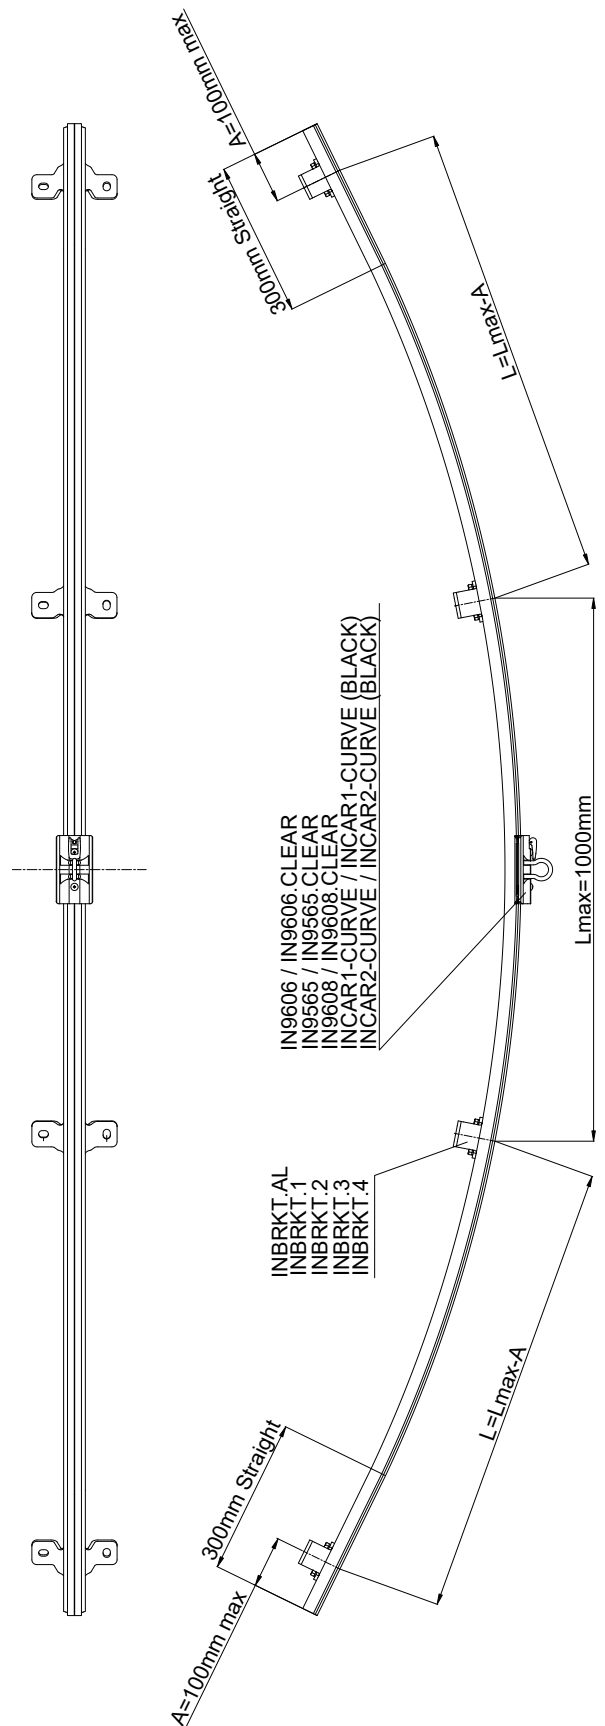 A=100mm max
300mm Straight
L=Lmax-A
IN9606 / IN9606.CLEAR
IN9565 / IN9565.CLEAR
IN9608 / IN9608.CLEAR
INCAR1-CURVE / INCAR1-CURVE (BLACK)
INCAR2-CURVE / INCAR2-CURVE (BLACK)
Lmax=1000mm
INBRKT.AL
INBRKT.1
INBRKT.2
INBRKT.3
INBRKT.4
L=Lmax-A
300mm Straight
A=100mm max